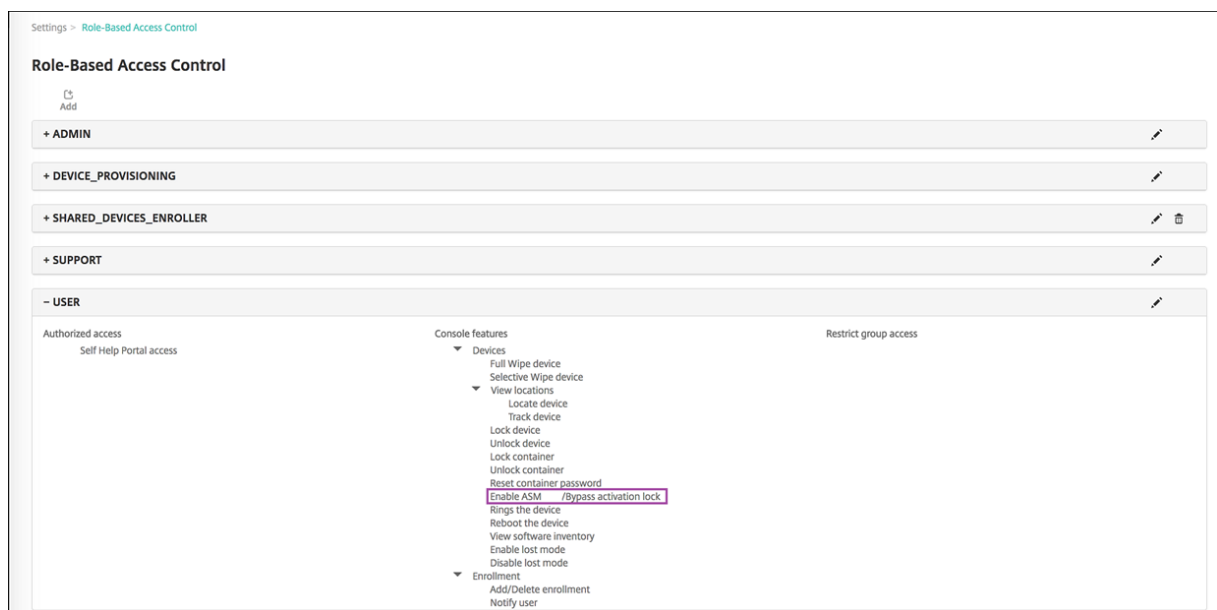 Settings > Role-Based Access Control
Role-Based Access Control
Add
+ ADMIN
+ DEVICE_PROVISIONING
+ SHARED_DEVICES_ENROLLER
+ SUPPORT
− USER
Authorized access
Self Help Portal access
Console features
Devices
Full Wipe device
Selective Wipe device
View locations
Locate device
Track device
Lock device
Unlock device
Lock container
Unlock container
Reset container password
Enable ASM /Bypass activation lock
Rings the device
Reboot the device
View software inventory
Enable lost mode
Disable lost mode
Enrollment
Add/Delete enrollment
Notify user
Restrict group access